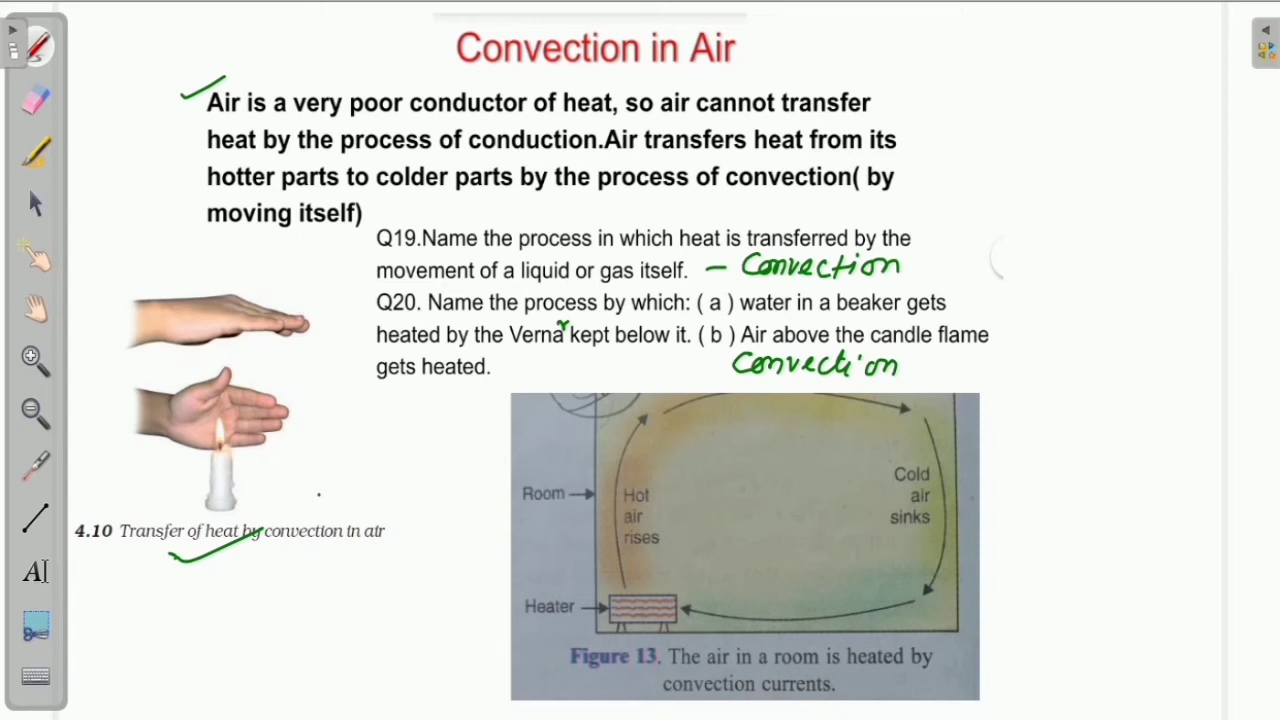 Convection in Air
Air is a very poor conductor of heat, so air cannot transfer
heat by the process of conduction.Air transfers heat from its
hotter parts to colder parts by the process of convection( by
moving itself)
Q19.Name the process in which heat is transferred by the
movement of a liquid or gas itself. – Convection
Q20. Name the process by which: ( a ) water in a beaker gets
heated by the Verna r kept below it. ( b ) Air above the candle flame
gets heated. Convection
4.10 Transfer of heat by convection in air
Room
Hot
air
rises
Cold
air
sinks
Heater
Figure 13. The air in a room is heated by
convection currents.
A